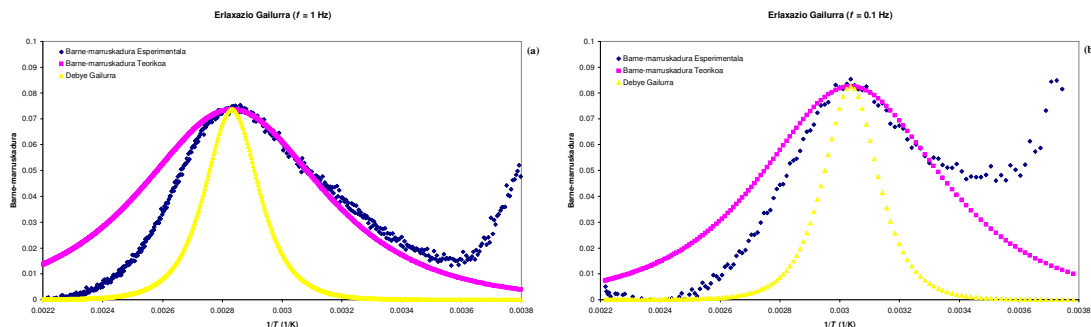 Erlaxazio Gailurra (f = 1 Hz)
(a)
Barne-marruskadura Esperimentala
Barne-marruskadura Teorikoa
Debye Gailurra
Barne-marruskadura
0.1
0.09
0.08
0.07
0.06
0.05
0.04
0.03
0.02
0.01
0
0.0022 0.0024 0.0026 0.0028 0.003 0.0032 0.0034 0.0036 0.0038
1/T (1/K)
Erlaxazio Gailurra (f = 0.1 Hz)
(b
Barne-marruskadura Esperimentala
Barne-marruskadura Teorikoa
Debye Gailurra
Barne-marruskadura
0.1
0.09
0.08
0.07
0.06
0.05
0.04
0.03
0.02
0.01
0
0.0022 0.0024 0.0026 0.0028 0.003 0.0032 0.0034 0.0036 0.0038
1/T (1/K)